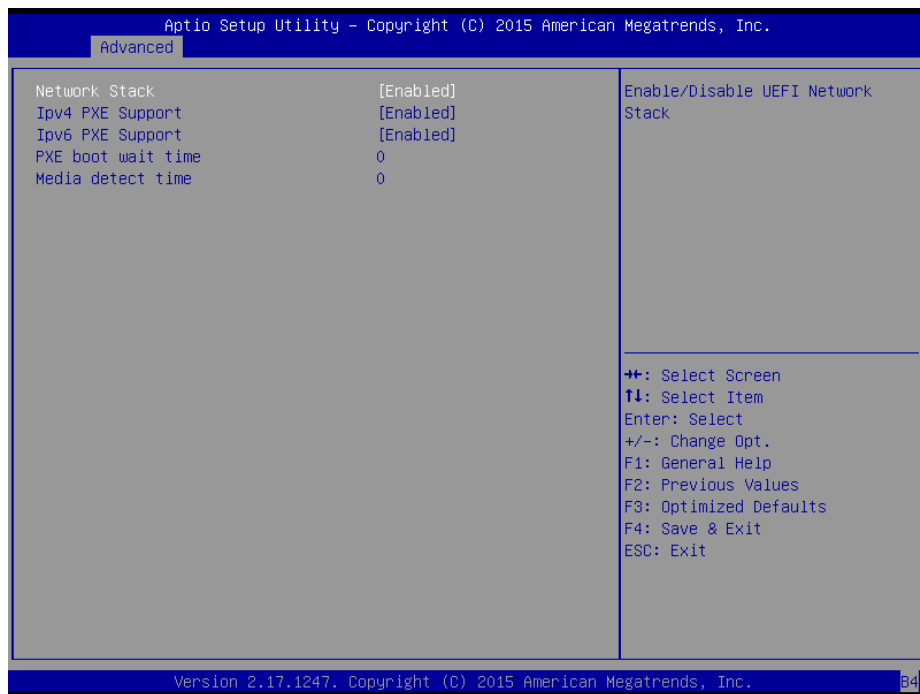 Aptio Setup Utility – Copyright (C) 2015 American Megatrends, Inc.
Advanced
Network Stack [Enabled]
Ipv4 PXE Support [Enabled]
Ipv6 PXE Support [Enabled]
PXE boot wait time 0
Media detect time 0
Enable/Disable UEFI Network
Stack
→←: Select Screen
↑↓: Select Item
Enter: Select
+/-: Change Opt.
F1: General Help
F2: Previous Values
F3: Optimized Defaults
F4: Save & Exit
ESC: Exit
Version 2.17.1247. Copyright (C) 2015 American Megatrends, Inc.
B4